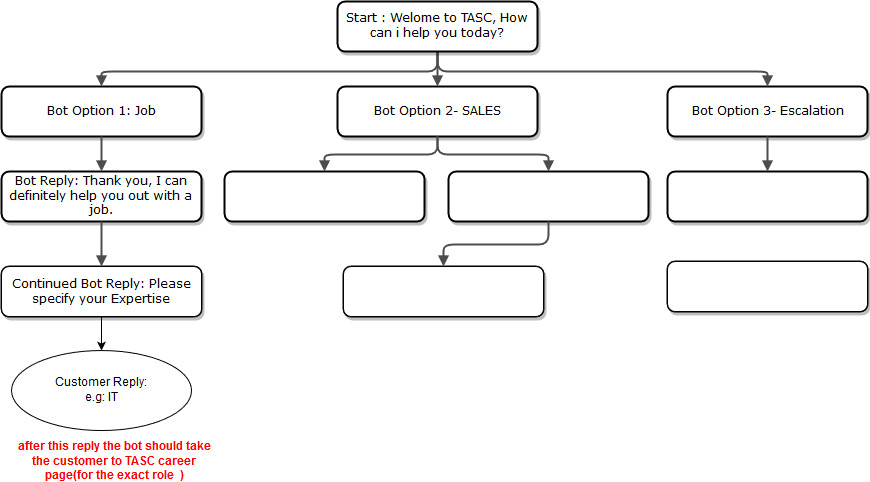 Start : Welome to TASC, How
can i help you today?
Bot Option 1: Job
Bot Option 2- SALES
Bot Option 3- Escalation
Bot Reply: Thank you, I can
definitely help you out with a
job.
Continued Bot Reply: Please
specify your Expertise
Customer Reply:
e.g: IT
after this reply the bot should take
the customer to TASC career
page(for the exact role  )